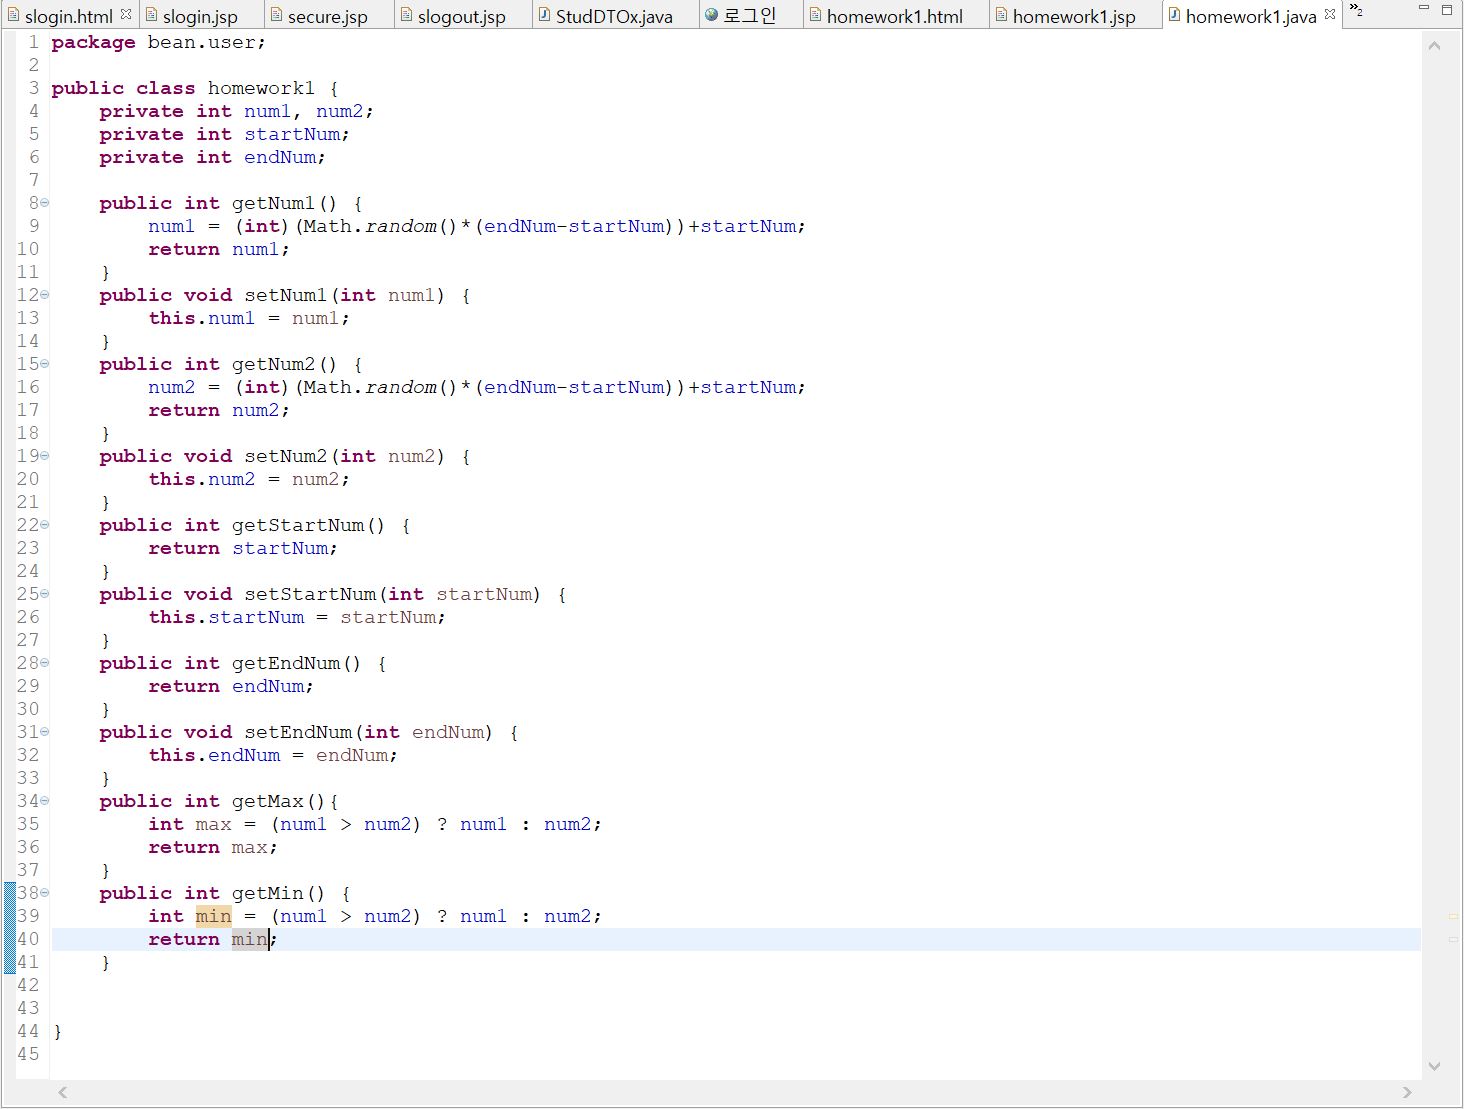 slogin.html slogin.jsp secure.jsp slogout.jsp StudDTOx.java 로그인 homework1.html homework1.jsp homework1.java »2
1 package bean.user;
2
3 public class homework1 {
4 private int num1, num2;
5 private int startNum;
6 private int endNum;
7
8 public int getNum1() {
9 num1 = (int)(Math.random()*(endNum-startNum))+startNum;
10 return num1;
11 }
12 public void setNum1(int num1) {
13 this.num1 = num1;
14 }
15 public int getNum2() {
16 num2 = (int)(Math.random()*(endNum-startNum))+startNum;
17 return num2;
18 }
19 public void setNum2(int num2) {
20 this.num2 = num2;
21 }
22 public int getStartNum() {
23 return startNum;
24 }
25 public void setStartNum(int startNum) {
26 this.startNum = startNum;
27 }
28 public int getEndNum() {
29 return endNum;
30 }
31 public void setEndNum(int endNum) {
32 this.endNum = endNum;
33 }
34 public int getMax(){
35 int max = (num1 > num2) ? num1 : num2;
36 return max;
37 }
38 public int getMin() {
39 int min = (num1 > num2) ? num1 : num2;
40 return min;
41 }
42
43
44 }
45